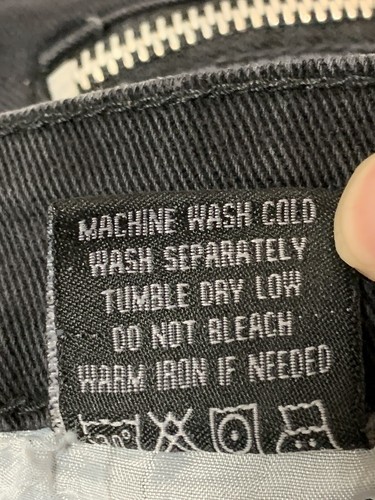 MACHINE WASH COLD
WASH SEPARATELY
TUMBLE DRY LOW
DO NOT BLEACH
WARM IRON IF NEEDED